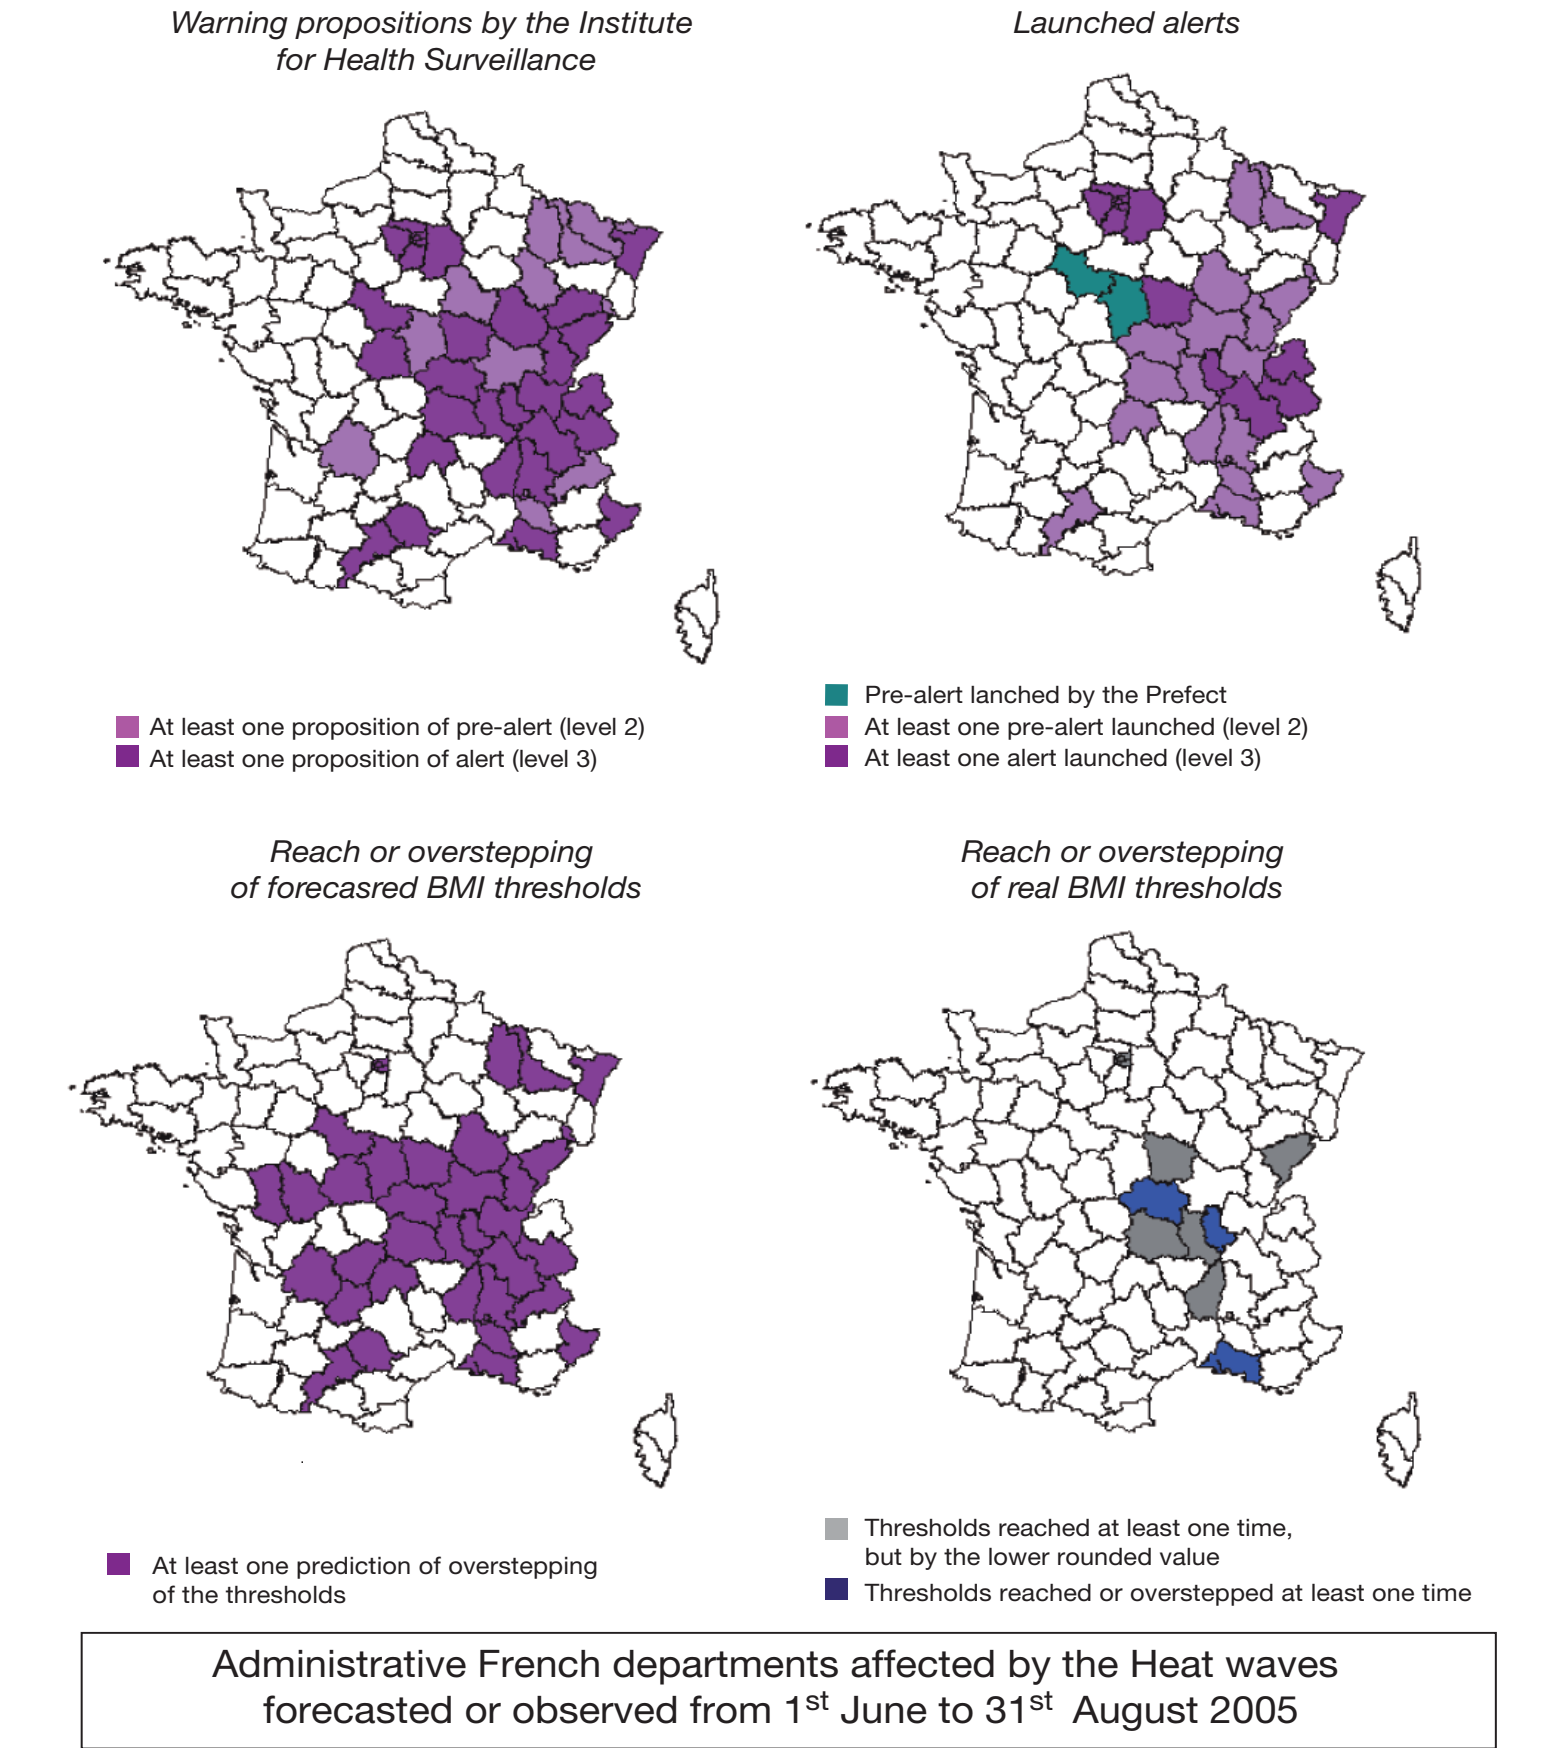 Warning propositions by the Institute
for Health Surveillance
Launched alerts
At least one proposition of pre-alert (level 2)
At least one proposition of alert (level 3)
Pre-alert lanched by the Prefect
At least one pre-alert launched (level 2)
At least one alert launched (level 3)
Reach or overstepping
of forecasred BMI thresholds
Reach or overstepping
of real BMI thresholds
At least one prediction of overstepping
of the thresholds
Thresholds reached at least one time,
but by the lower rounded value
Thresholds reached or overstepped at least one time
Administrative French departments affected by the Heat waves
forecasted or observed from 1st June to 31st August 2005